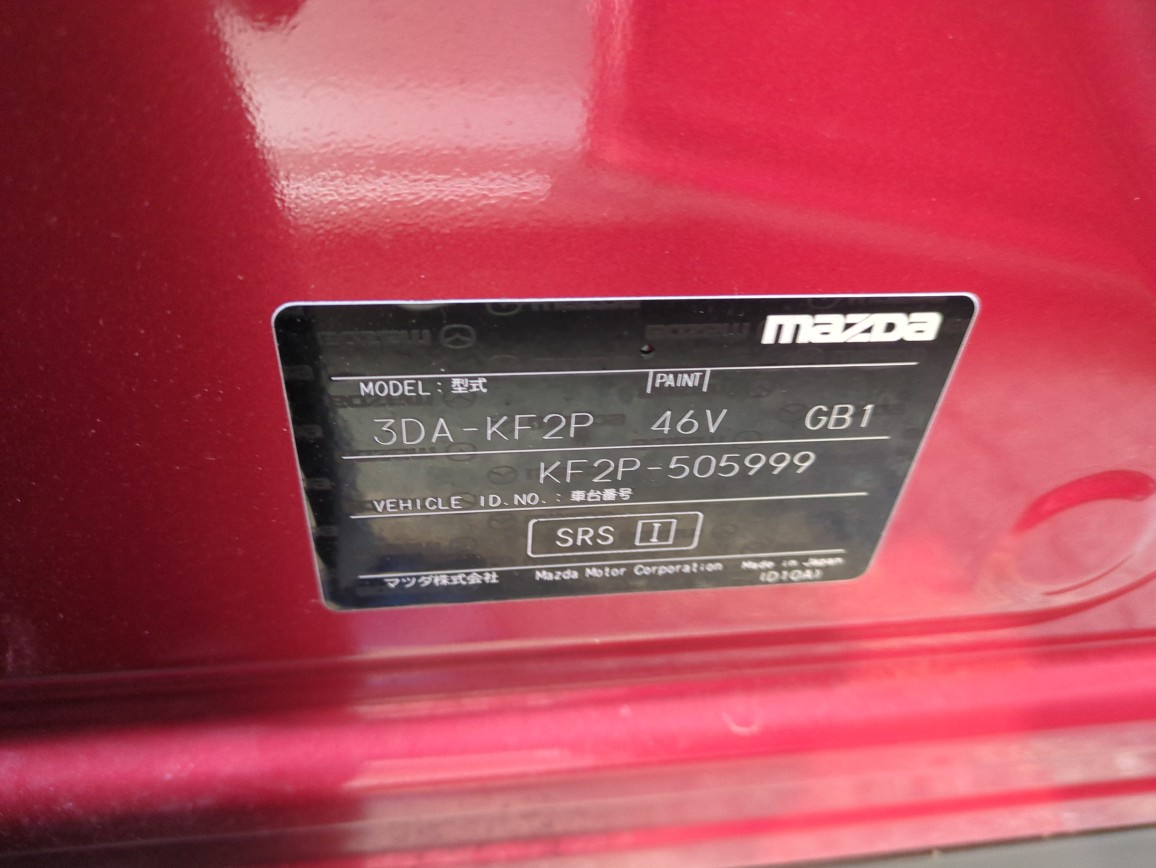 mazda
MODEL : 型式 PAINT
3DA-KF2P 46V GB1
KF2P-505999
VEHICLE ID.NO. : 車台番号
SRS I
マツダ株式会社 Mazda Motor Corporation Made in Japan
(D10A)